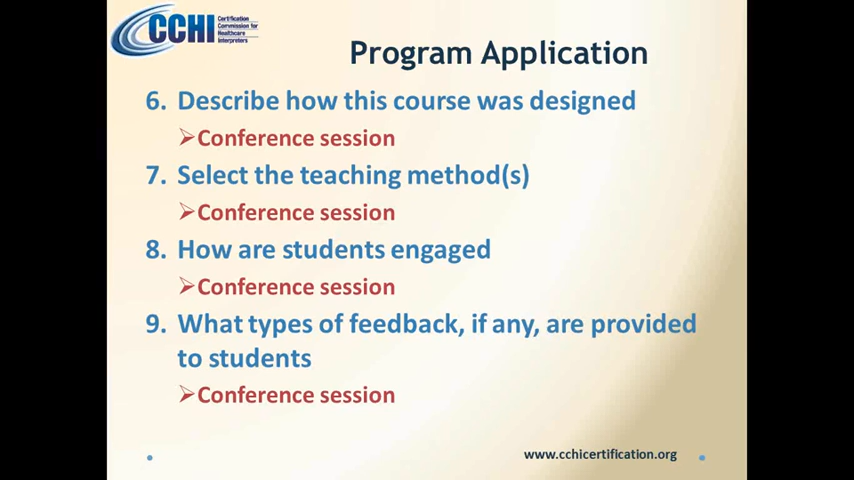 CCHI
Certification
Commission for
Healthcare
Interpreters
Program Application
6. Describe how this course was designed
Conference session
7. Select the teaching method(s)
Conference session
8. How are students engaged
Conference session
9. What types of feedback, if any, are provided
to students
Conference session
www.cchicertification.org